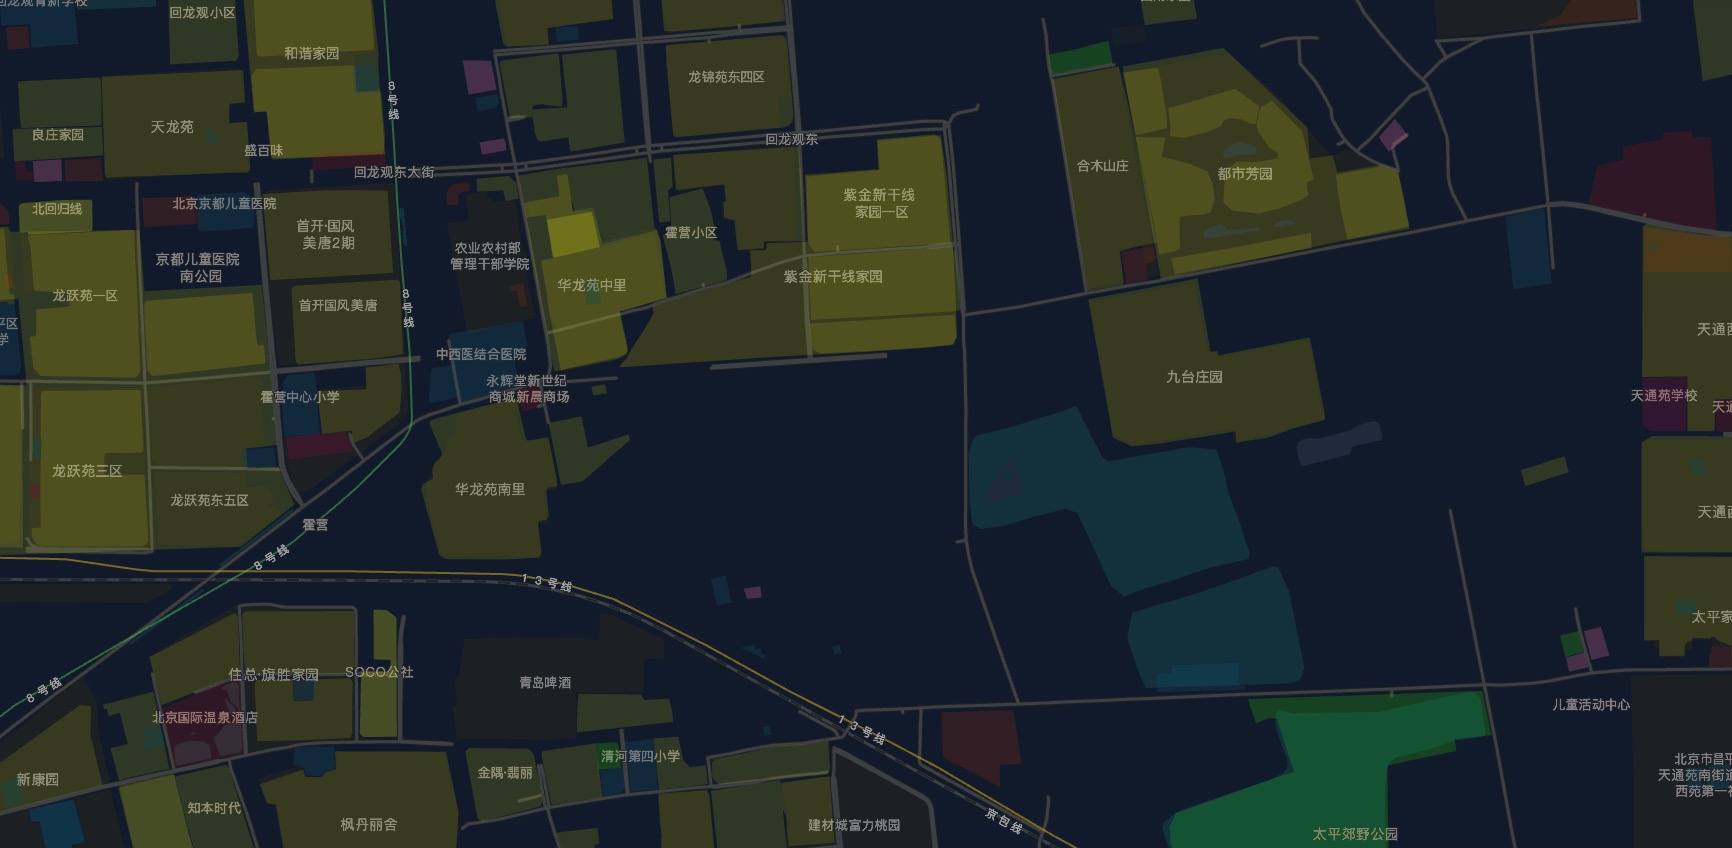 回龙观小区
和谐家园
龙锦苑东四区
8号线
良庄家园
天龙苑
盛百味
回龙观东
回龙观东大街
合木山庄
都市芳园
北回归线
北京京都儿童医院
首开·国风
美唐2期
紫金新干线
家园一区
霍营小区
农业农村部
管理干部学院
京都儿童医院
南公园
紫金新干线家园
华龙苑中里
龙跃苑一区
8号线
首开国风美唐
平区
学
天通西
中西医结合医院
永辉堂新世纪
商城新晨商场
九台庄园
霍营中心小学
天通苑学校
天通
龙跃苑三区
龙跃苑东五区
华龙苑南里
天通西
霍营
8号线
13号线
太平家
住总·旗胜家园
SOCO公社
青岛啤酒
8号线
北京国际温泉酒店
13号线
儿童活动中心
清河第四小学
金隅·翡丽
新康园
北京市昌平
天通苑南街道
西苑第一社
知本时代
枫丹丽舍
建材城富力桃园
京包线
太平郊野公园